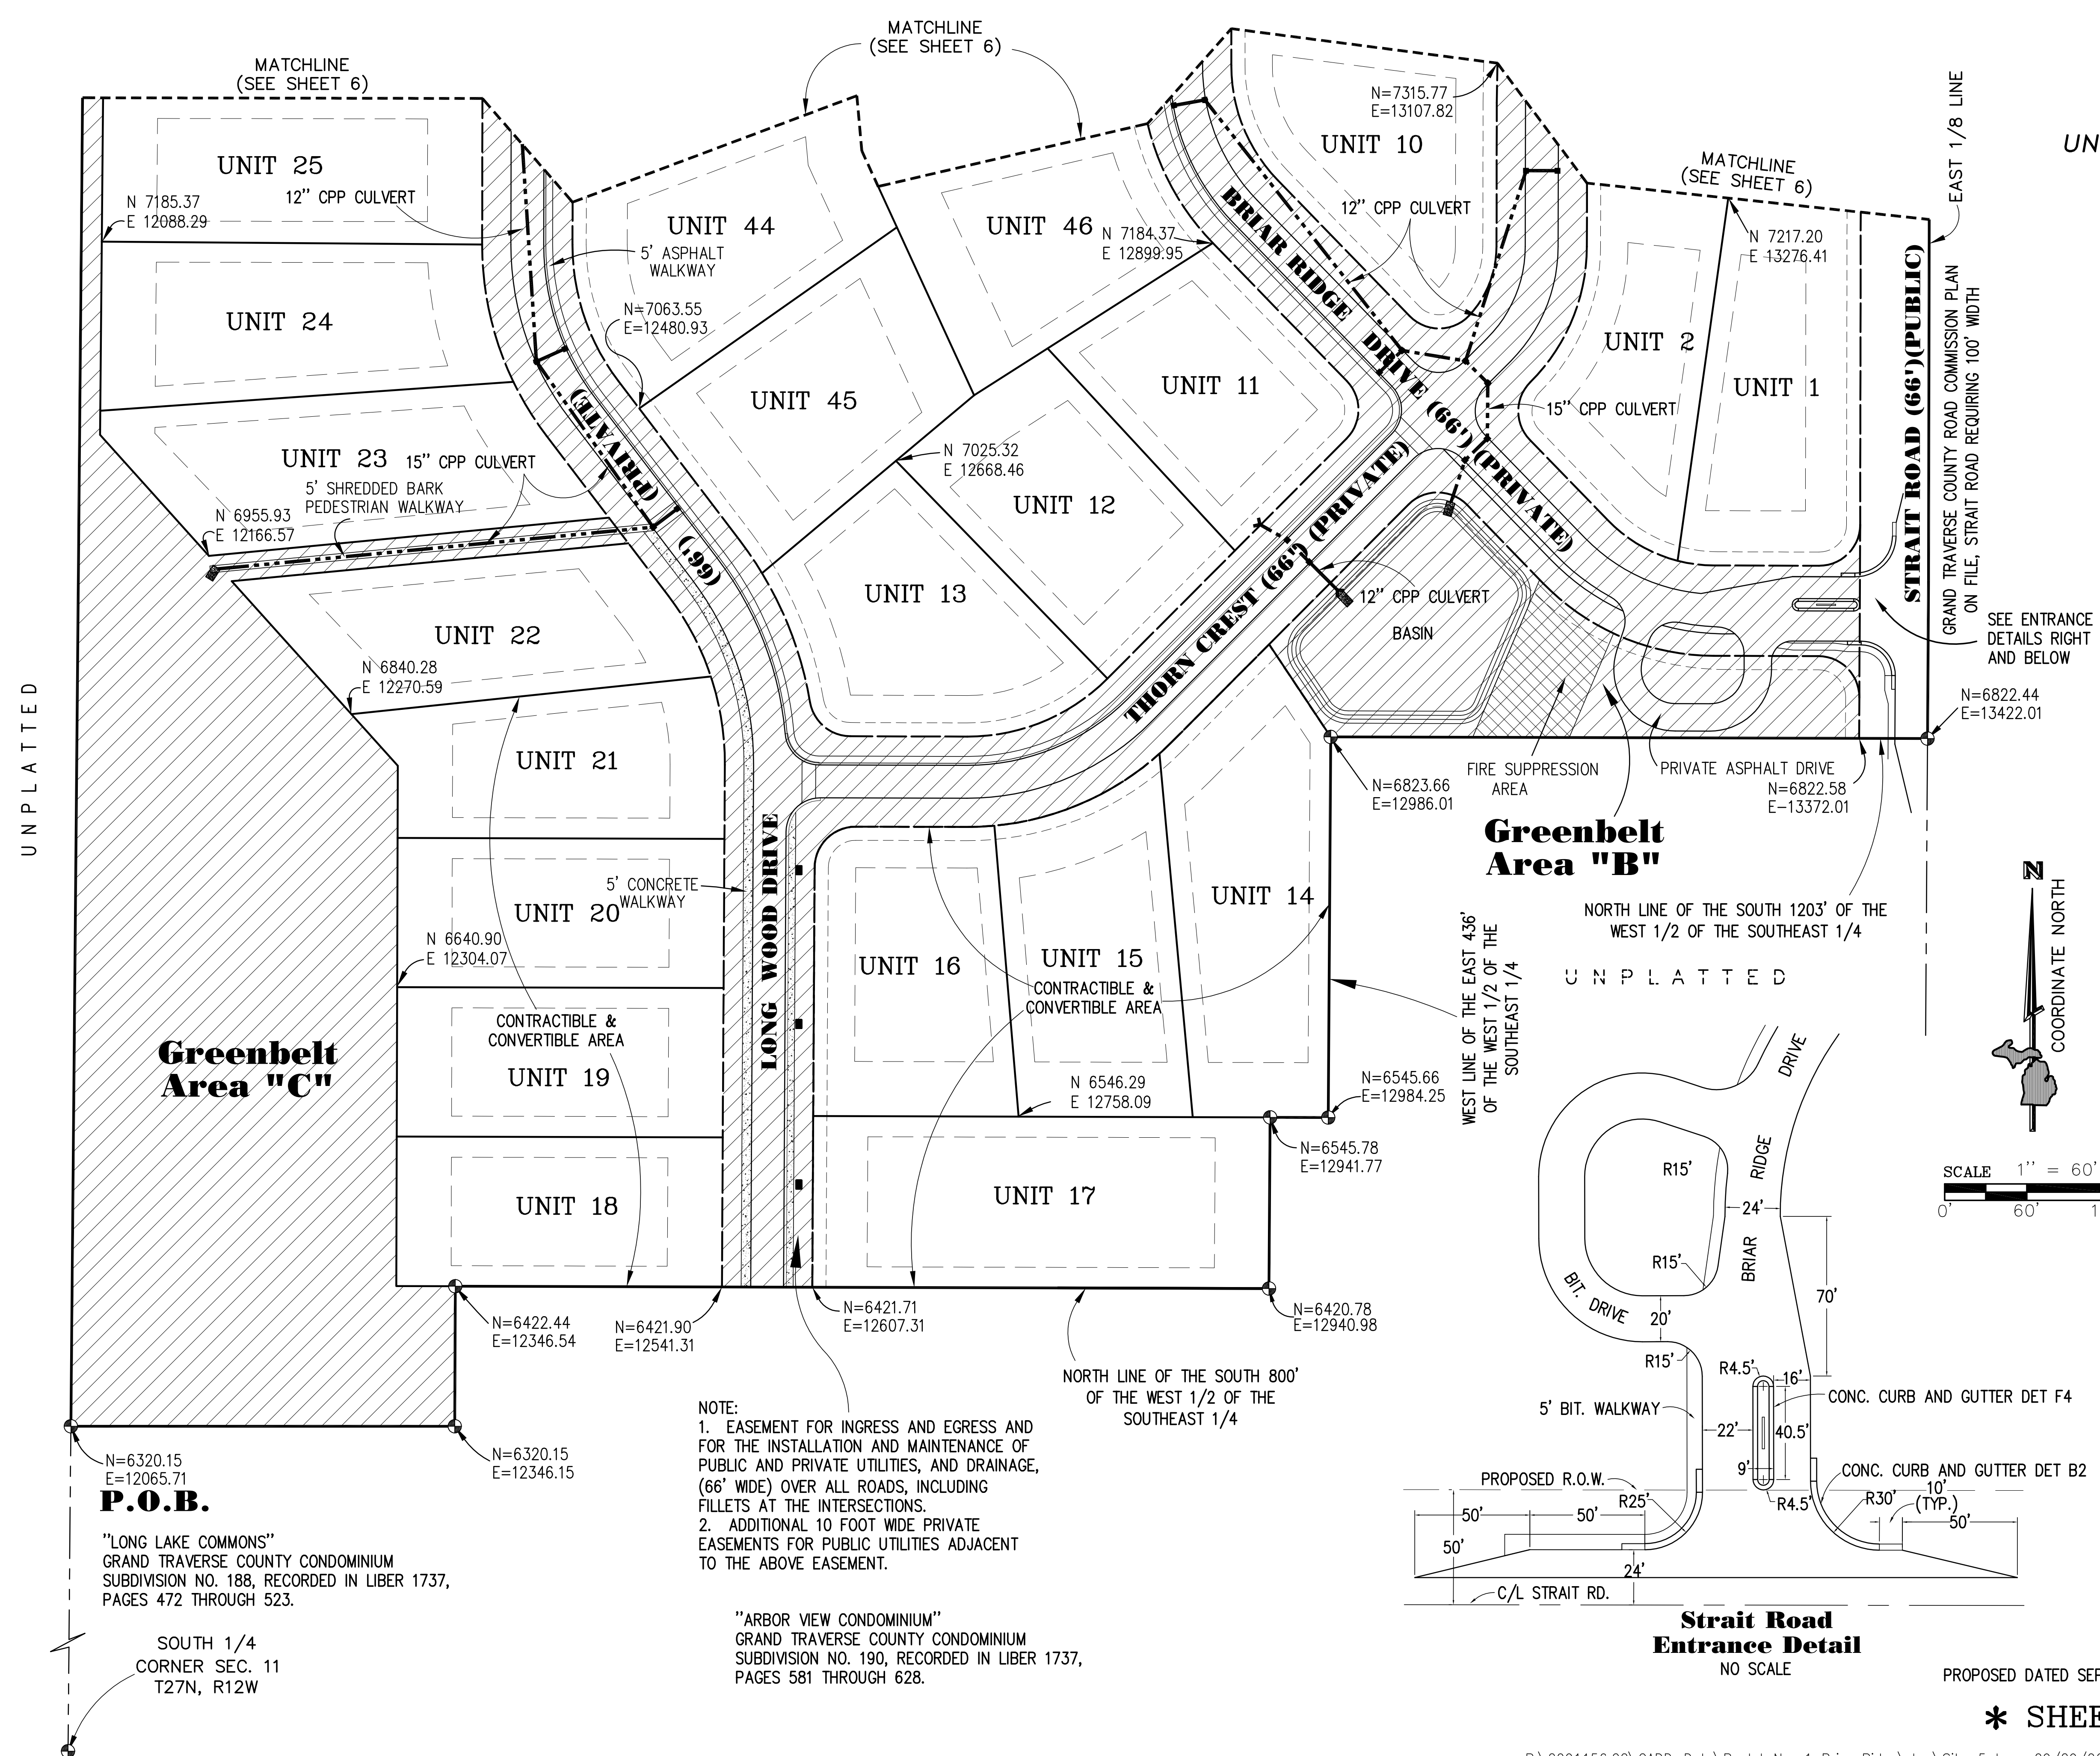 MATCHLINE
(SEE SHEET 6)
MATCHLINE
(SEE SHEET 6)
MATCHLINE
(SEE SHEET 6)
EAST 1/8 LINE
UN
N=7315.77
E=13107.82
UNIT 10
UNIT 25
12" CPP CULVERT
N 7185.37
E 12088.29
UNIT 44
5' ASPHALT
WALKWAY
UNIT 46
N 7184.37
E 12899.95
12" CPP CULVERT
N 7217.20
E 13276.41
UNIT 24
N=7063.55
E=12480.93
UNIT 45
UNIT 11
UNIT 2
UNIT 1
15" CPP CULVERT
BRIAR RIDGE DRIVE (66') (PRIVATE)
STRAIT ROAD (66')(PUBLIC)
GRAND TRAVERSE COUNTY ROAD COMMISSION PLAN
ON FILE, STRAIT ROAD REQUIRING 100' WIDTH
UNIT 23
15" CPP CULVERT
5' SHREDDED BARK
PEDESTRIAN WALKWAY
N 6955.93
E 12166.57
(PRIVATE)
(66')
N 7025.32
E 12668.46
UNIT 12
UNIT 13
THORN CREST (66') (PRIVATE)
12" CPP CULVERT
BASIN
SEE ENTRANCE
DETAILS RIGHT
AND BELOW
UNIT 22
N 6840.28
E 12270.59
UNPLATTED
UNIT 21
N=6822.44
E=13422.01
FIRE SUPPRESSION
AREA
PRIVATE ASPHALT DRIVE
N=6822.58
E-13372.01
N=6823.66
E=12986.01
Greenbelt
Area "B"
5' CONCRETE
WALKWAY
UNIT 20
LONG WOOD DRIVE
N 6640.90
E 12304.07
UNIT 14
UNIT 15
UNIT 16
CONTRACTIBLE &
CONVERTIBLE AREA
NORTH LINE OF THE SOUTH 1203' OF THE
WEST 1/2 OF THE SOUTHEAST 1/4
WEST LINE OF THE EAST 436'
OF THE WEST 1/2 OF THE
SOUTHEAST 1/4
UNPLATTED
N
COORDINATE NORTH
CONTRACTIBLE &
CONVERTIBLE AREA
Greenbelt
Area "C"
UNIT 19
N 6546.29
E 12758.09
N=6545.66
E=12984.25
N=6545.78
E=12941.77
UNIT 18
UNIT 17
N=6422.44
E=12346.54
N=6421.90
E=12541.31
N=6421.71
E=12607.31
N=6420.78
E=12940.98
NORTH LINE OF THE SOUTH 800'
OF THE WEST 1/2 OF THE
SOUTHEAST 1/4
SCALE 1'' = 60'
0' 60' 1
DRIVE
RIDGE
BRIAR
R15'
24'
R15'
BIT. DRIVE
20'
70'
R15'
R4.5'
16'
CONC. CURB AND GUTTER DET F4
5' BIT. WALKWAY
22'
40.5'
9'
CONC. CURB AND GUTTER DET B2
PROPOSED R.O.W.
R25'
R4.5'
R30'
10'
(TYP.)
50'
50'
50'
50'
24'
C/L STRAIT RD.
Strait Road
Entrance Detail
NO SCALE
N=6320.15
E=12065.71
P.O.B.
N=6320.15
E=12346.15
"LONG LAKE COMMONS"
GRAND TRAVERSE COUNTY CONDOMINIUM
SUBDIVISION NO. 188, RECORDED IN LIBER 1737,
PAGES 472 THROUGH 523.
SOUTH 1/4
CORNER SEC. 11
T27N, R12W
NOTE:
1. EASEMENT FOR INGRESS AND EGRESS AND
FOR THE INSTALLATION AND MAINTENANCE OF
PUBLIC AND PRIVATE UTILITIES, AND DRAINAGE,
(66' WIDE) OVER ALL ROADS, INCLUDING
FILLETS AT THE INTERSECTIONS.
2. ADDITIONAL 10 FOOT WIDE PRIVATE
EASEMENTS FOR PUBLIC UTILITIES ADJACENT
TO THE ABOVE EASEMENT.
"ARBOR VIEW CONDOMINIUM"
GRAND TRAVERSE COUNTY CONDOMINIUM
SUBDIVISION NO. 190, RECORDED IN LIBER 1737,
PAGES 581 THROUGH 628.
PROPOSED DATED SEP
* SHEE